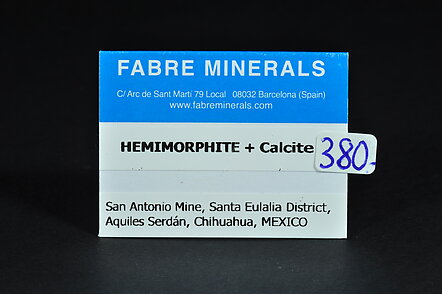 FABRE MINERALS
C/ Arc de Sant Martí 79 Local 08032 Barcelona (Spain)
www.fabreminerals.com
HEMIMORPHITE + Calcite
380.-
San Antonio Mine, Santa Eulalia District,
Aquiles Serdán, Chihuahua, MEXICO